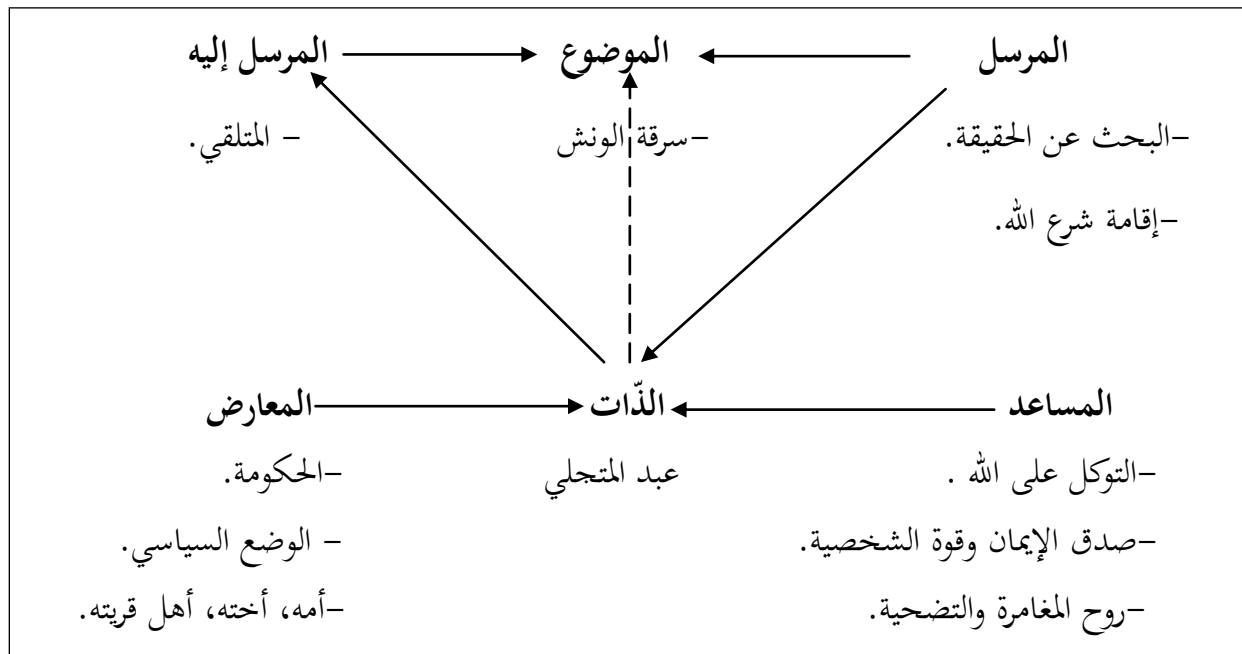 المرسل الموضوع المرسل إليه
-البحث عن الحقيقة. -سرقة الونش - المتلقي.
-إقامة شرع الله.
المساعد الذّات المعارض
-التوكل على الله . عبد المتجلي -الحكومة.
-صدق الإيمان وقوة الشخصية. - الوضع السياسي.
-روح المغامرة والتضحية. -أمه، أخته، أهل قريته.